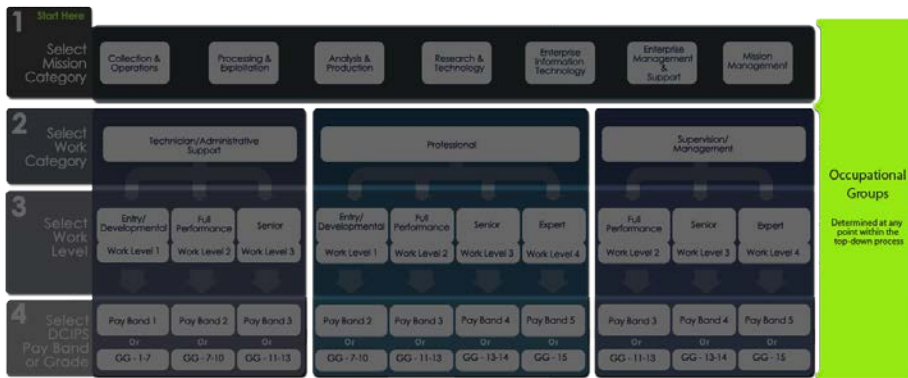 1 Start Here
Select
Mission
Category
Collection &
Operations
Processing &
Exploitation
Analysis &
Production
Research &
Technology
Enterprise
Information
Technology
Enterprise
Management
&
Support
Mission
Management
2 Select
Work
Category
Technician/Administrative
Support
Professional
Supervision/
Management
3 Select
Work
Level
Entry/
Developmental
Full
Performance
Senior
Work Level 1
Work Level 2
Work Level 3
Entry/
Developmental
Full
Performance
Senior
Expert
Work Level 1
Work Level 2
Work Level 3
Work Level 4
Full
Performance
Senior
Expert
Work Level 2
Work Level 3
Work Level 4
4 Select
DCIPS
Pay Band
or Grade
Pay Band 1
Pay Band 2
Pay Band 3
Or
Or
Or
GG - 1-7
GG - 7-10
GG - 11-13
Pay Band 2
Pay Band 3
Pay Band 4
Pay Band 5
Or
Or
Or
Or
GG - 7-10
GG - 11-13
GG - 13-14
GG - 15
Pay Band 3
Pay Band 4
Pay Band 5
Or
Or
Or
GG - 11-13
GG - 13-14
GG - 15
Occupational
Groups
Determined at any
point within the
top-down process